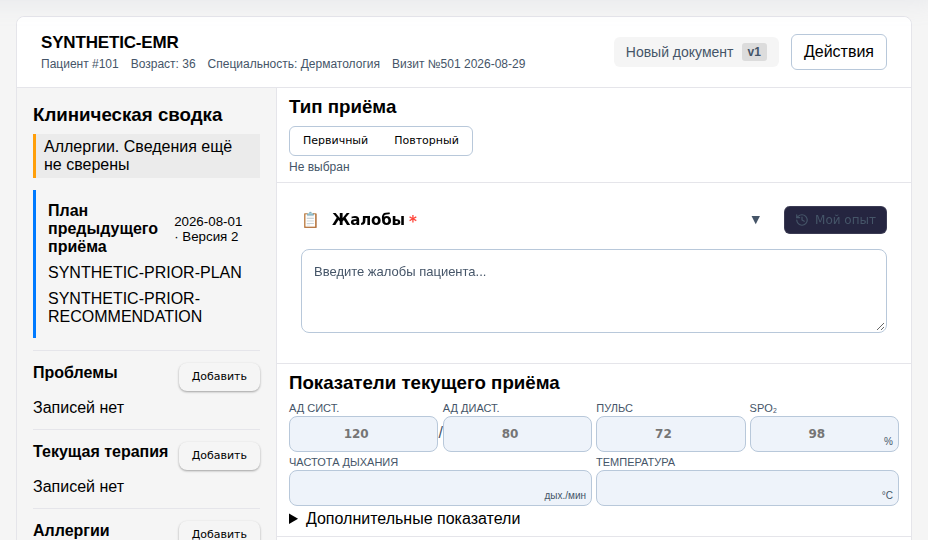 SYNTHETIC-EMR
Пациент #101 Возраст: 36 Специальность: Дерматология Визит №501 2026-08-29
Новый документ v1
Действия
Клиническая сводка
Аллергии. Сведения ещё
не сверены
План
предыдущего
приёма
2026-08-01
· Версия 2
SYNTHETIC-PRIOR-PLAN
SYNTHETIC-PRIOR-
RECOMMENDATION
Проблемы
Добавить
Записей нет
Текущая терапия
Добавить
Записей нет
Аллергии
Добавить
Тип приёма
Первичный Повторный
Не выбран
Жалобы *
Мой опыт
Введите жалобы пациента...
Показатели текущего приёма
АД СИСТ. АД ДИАСТ. ПУЛЬС SPO₂
120 / 80 72 98 %
ЧАСТОТА ДЫХАНИЯ ТЕМПЕРАТУРА
дых./мин °C
Дополнительные показатели